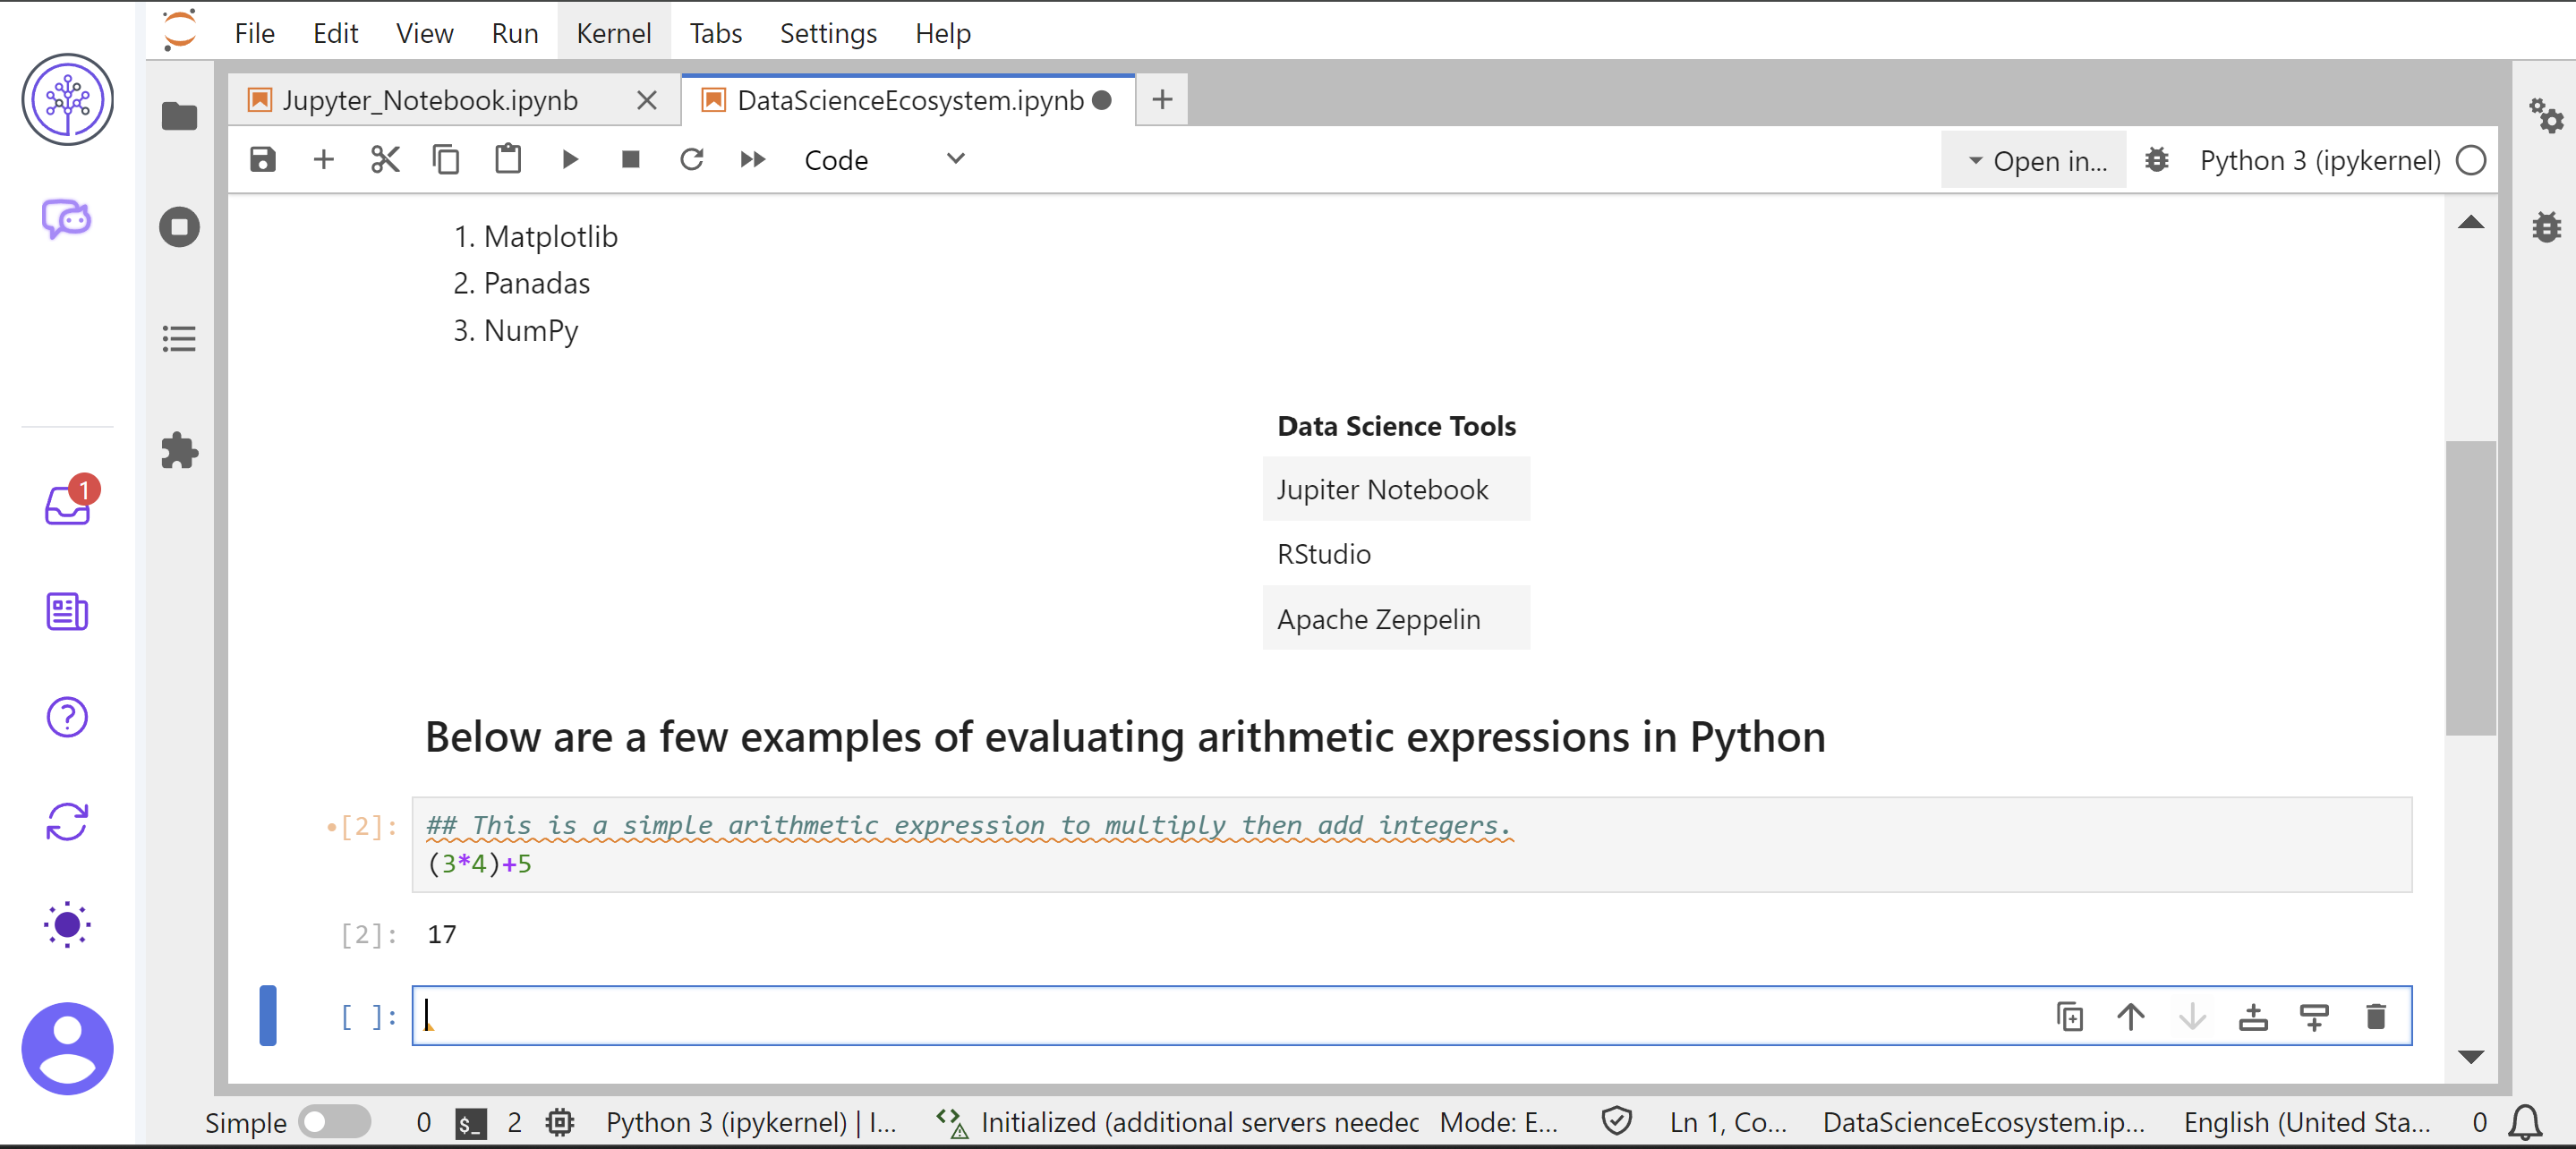 File Edit View Run Kernel Tabs Settings Help
Jupyter_Notebook.ipynb DataScienceEcosystem.ipynb
Code Open in... Python 3 (ipykernel)
1. Matplotlib
2. Panadas
3. NumPy
Data Science Tools
Jupiter Notebook
RStudio
Apache Zeppelin
1
Below are a few examples of evaluating arithmetic expressions in Python
[2]: ## This is a simple arithmetic expression to multiply then add integers.
(3*4)+5
[2]: 17
[ ]:
Simple 0 $_ 2 Python 3 (ipykernel) | I... Initialized (additional servers needec Mode: E... Ln 1, Co... DataScienceEcosystem.ip... English (United Sta... 0